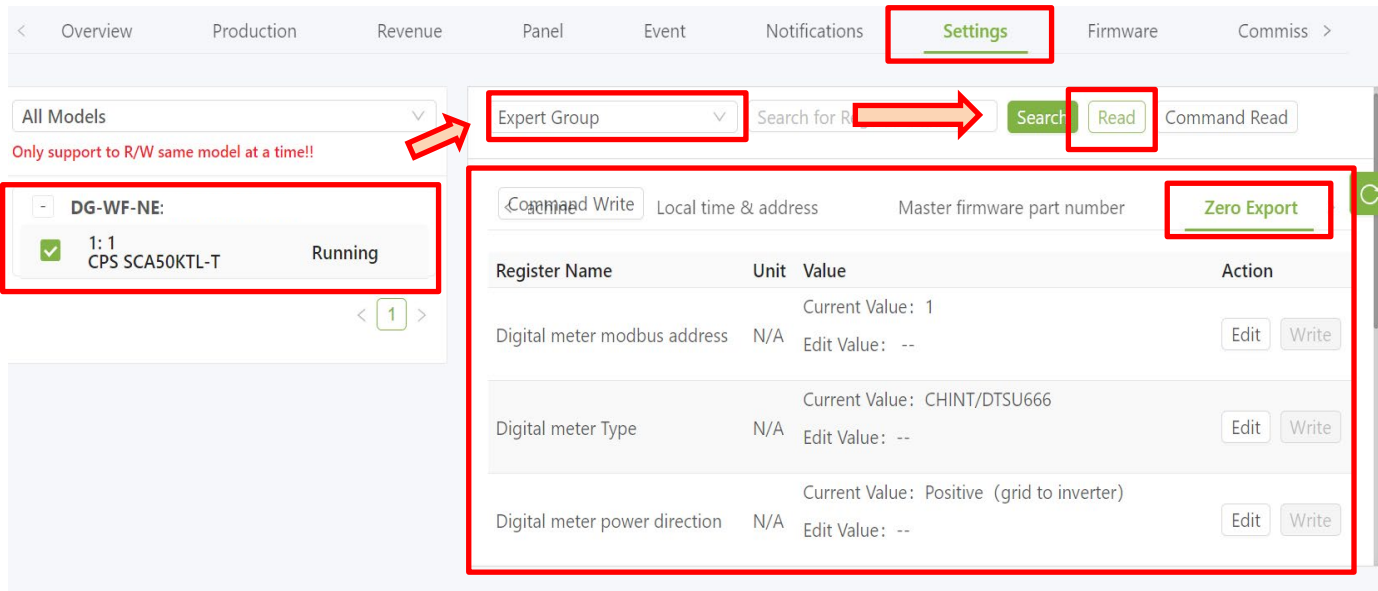 < Overview Production Revenue Panel Event Notifications Settings Firmware Commiss >
All Models
Only support to R/W same model at a time!!
- DG-WF-NE:
1: 1
CPS SCA50KTL-T
Running
< 1 >
Expert Group Search for Search Read Command Read
Command Write Local time & address Master firmware part number Zero Export
Register Name Unit Value Action
Digital meter modbus address N/A
Current Value: 1
Edit Value: --
Edit Write
Digital meter Type N/A
Current Value: CHINT/DTSU666
Edit Value: --
Edit Write
Digital meter power direction N/A
Current Value: Positive (grid to inverter)
Edit Value: --
Edit Write